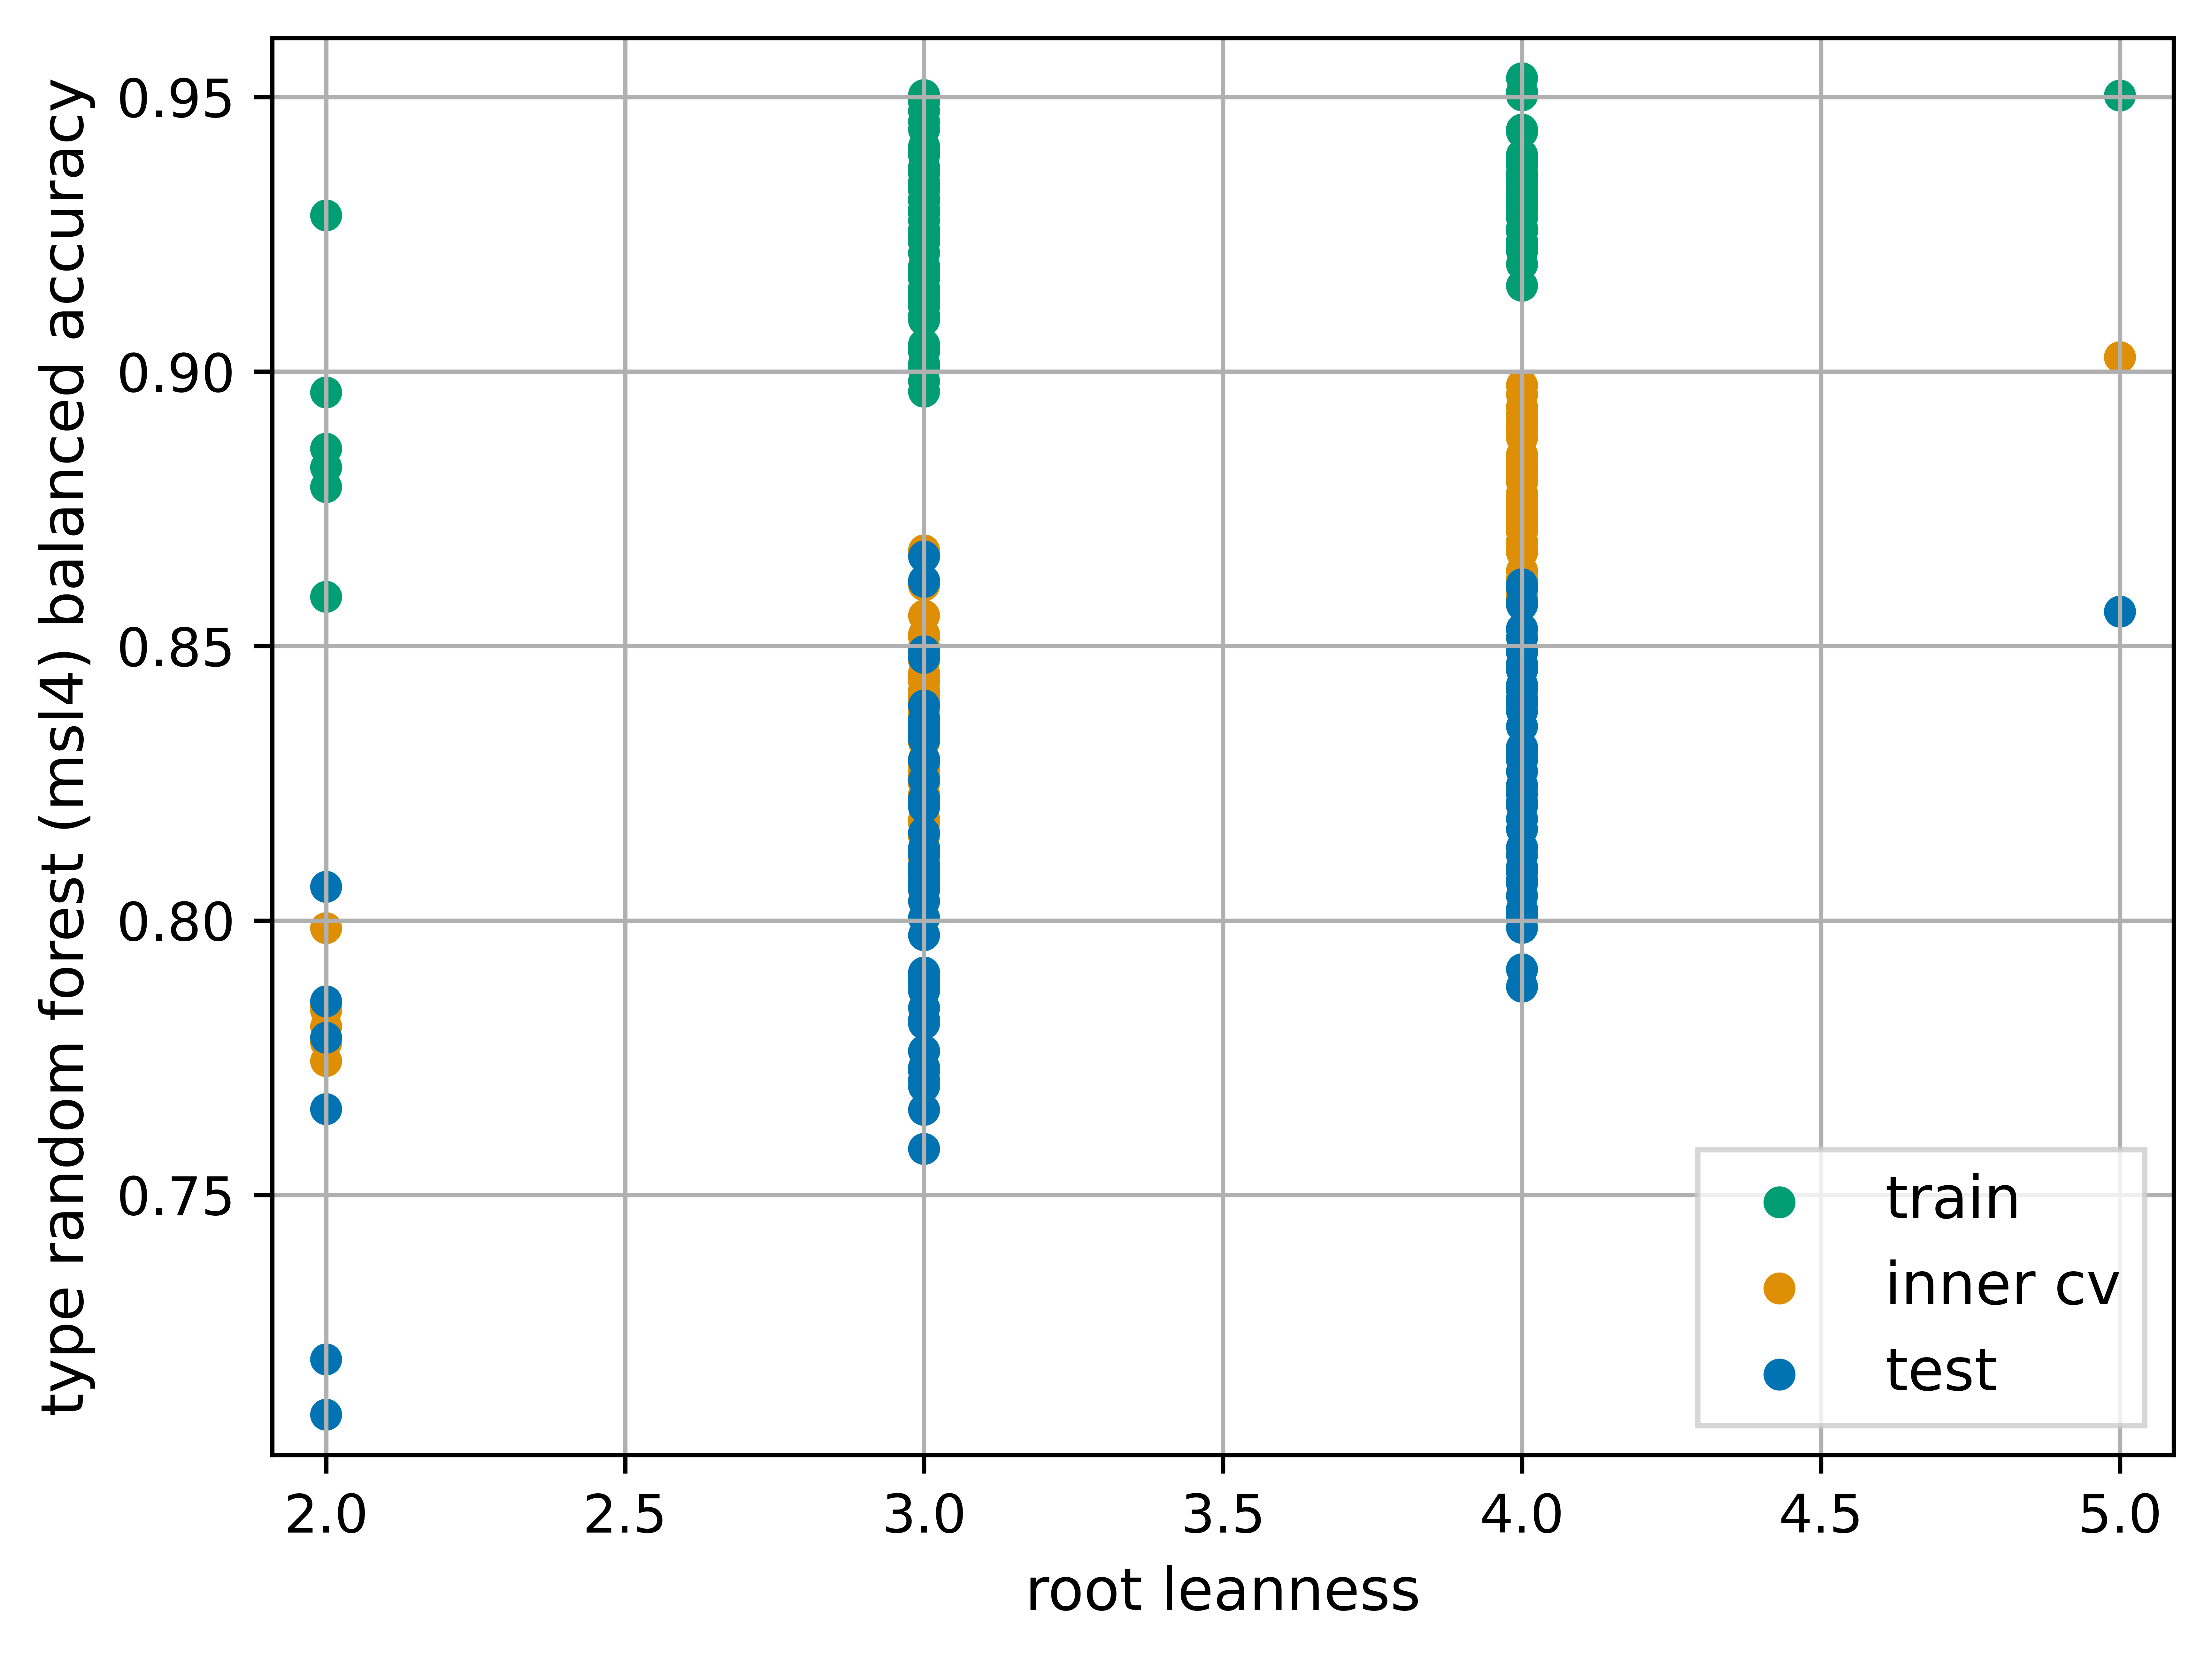 type random forest (msl4) balanced accuracy
0.95
0.90
0.85
0.80
0.75
2.0 2.5 3.0 3.5 4.0 4.5 5.0
root leanness
train
inner cv
test